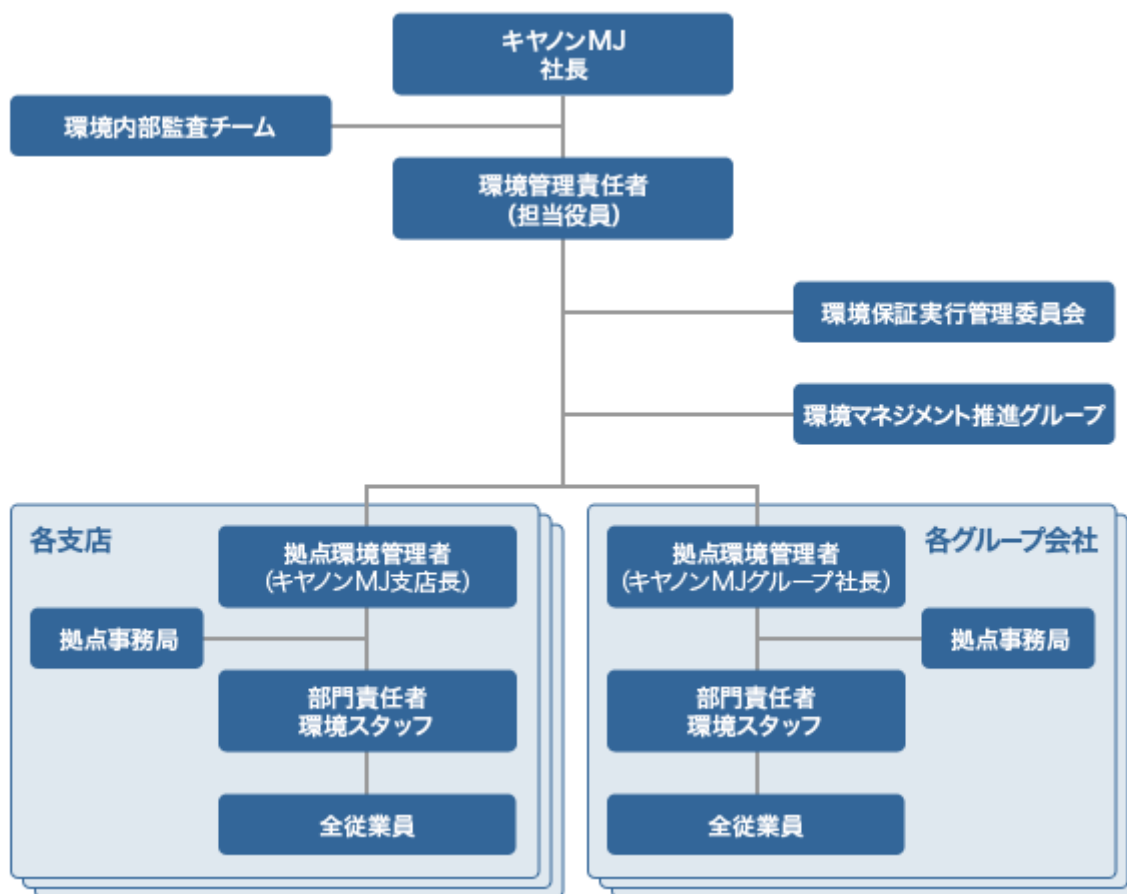 キヤノンMJ
社長
環境内部監査チーム
環境管理責任者
(担当役員)
環境保証実行管理委員会
環境マネジメント推進グループ
各支店
拠点環境管理者
(キヤノンMJ支店長)
拠点事務局
部門責任者
環境スタッフ
全従業員
各グループ会社
拠点環境管理者
(キヤノンMJグループ社長)
拠点事務局
部門責任者
環境スタッフ
全従業員